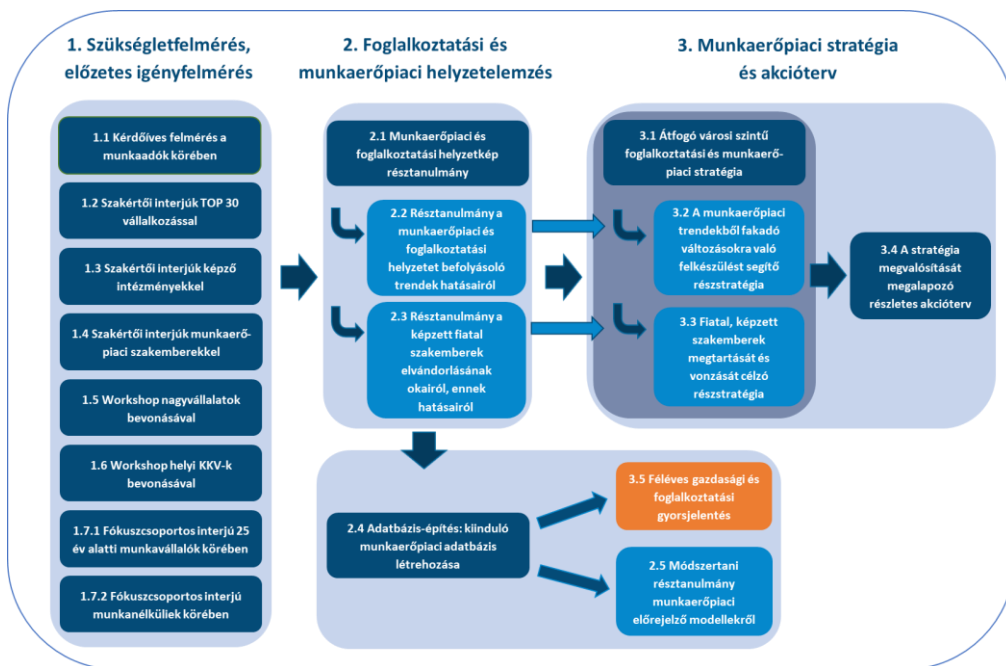 1. Szükségletfelmérés,
előzetes igényfelmérés
1.1 Kérdőíves felmérés a
munkaadók körében
1.2 Szakértői interjúk TOP 30
vállalkozással
1.3 Szakértői interjúk képző
intézményekkel
1.4 Szakértői interjúk munkaerő-
piaci szakemberekkel
1.5 Workshop nagyvállalatok
bevonásával
1.6 Workshop helyi KKV-k
bevonásával
1.7.1 Fókuszcsoportos interjú 25
év alatti munkavállalók körében
1.7.2 Fókuszcsoportos interjú
munkanélküliek körében
2. Foglalkoztatási és
munkaerőpiaci helyzetelemzés
2.1 Munkaerőpiaci és
foglalkoztatási helyzetkép
résztanulmány
2.2 Résztanulmány a
munkaerőpiaci és
foglalkoztatási
helyzetet befolyásoló
trendek hatásairól
2.3 Résztanulmány a
képzett fiatal
szakemberek
elvándorlásának
okairól, ennek
hatásairól
3. Munkaerőpiaci stratégia
és akcióterv
3.1 Átfogó városi szintű
foglalkoztatási és munkaerő-
piaci stratégia
3.2 A munkaerőpiaci
trendekből fakadó
változásokra való
felkészülést segítő
részstratégia
3.3 Fiatal, képzett
szakemberek
megtartását és
vonzását célzó
részstratégia
3.4 A stratégia
megvalósítását
megalapozó
részletes akcióterv
2.4 Adatbázis-építés: kiinduló
munkaerőpiaci adatbázis
létrehozása
3.5 Féléves gazdasági és
foglalkoztatási
gyorsjelentés
2.5 Módszertani
résztanulmány
munkaerőpiaci
előrejelző modellekről